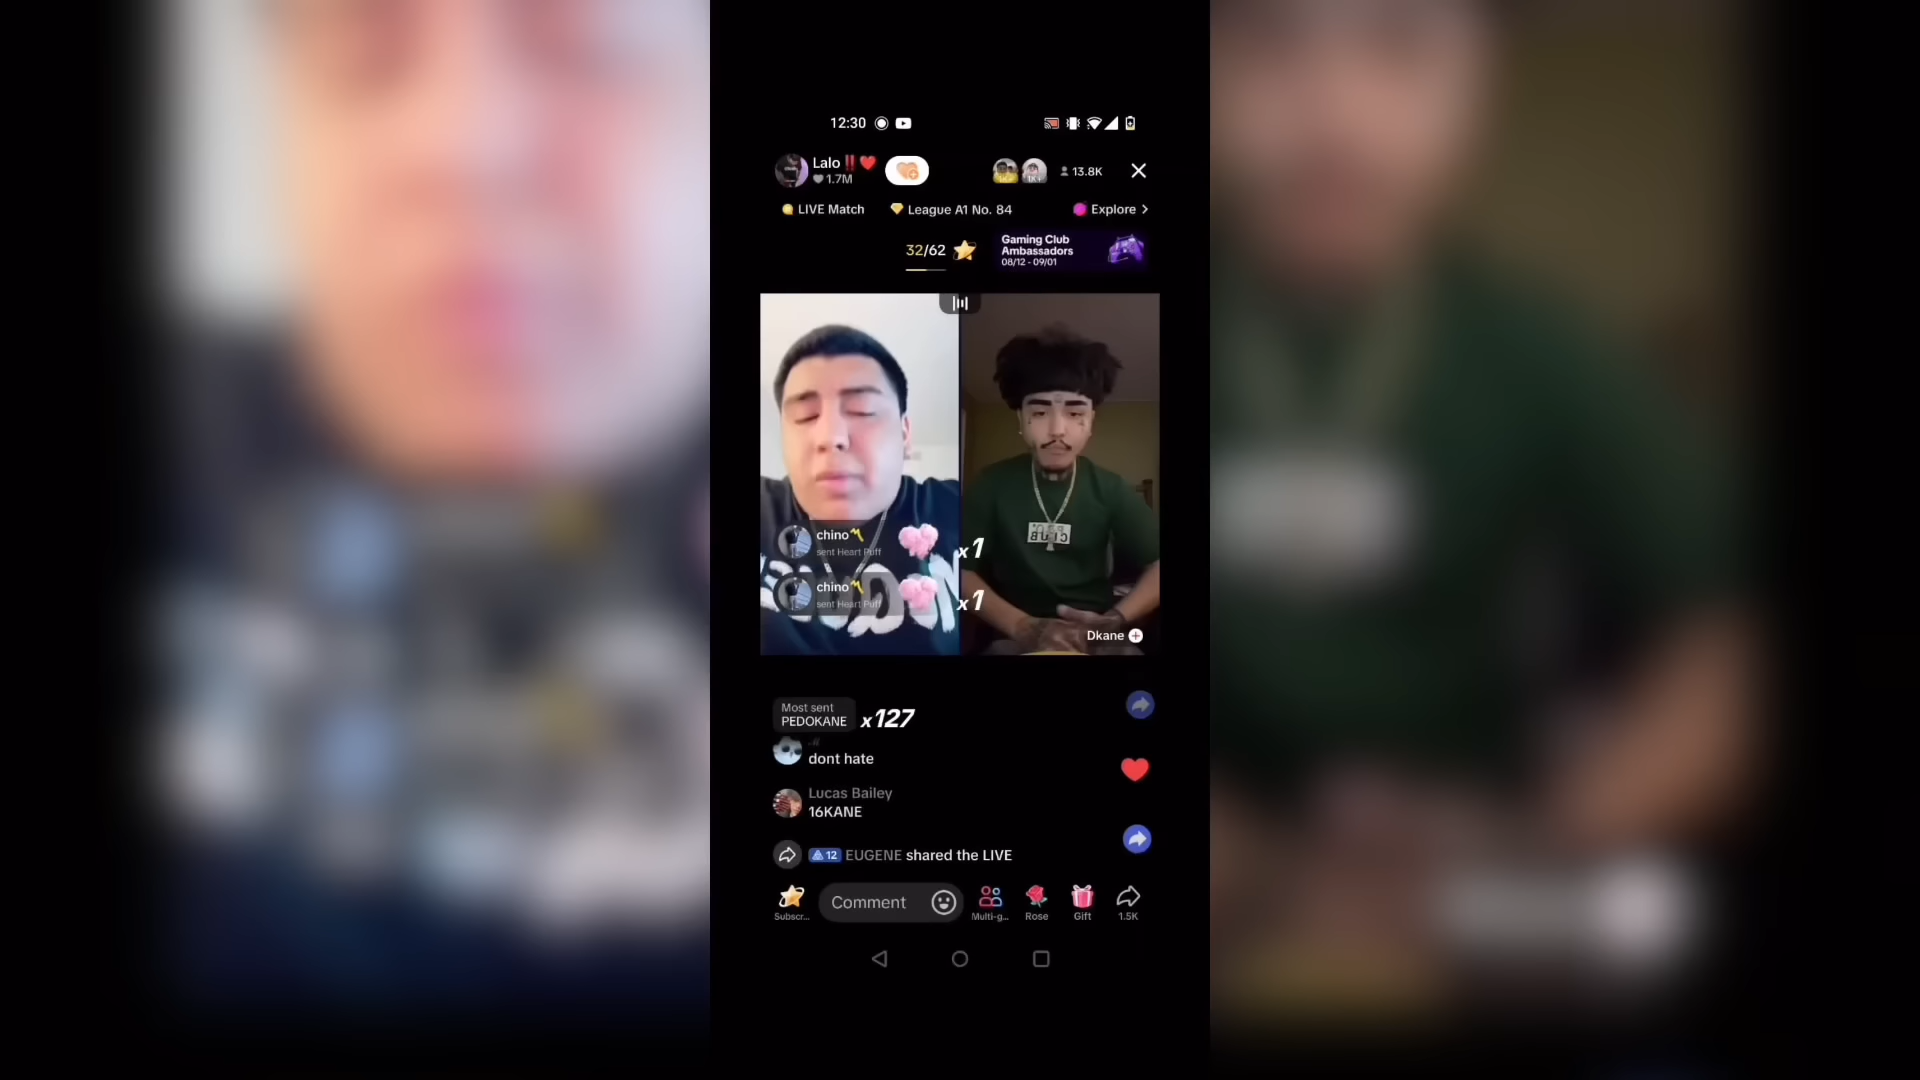 12:30
Lalo‼️❤️
1.7M
13.8K
LIVE Match
League A1 No. 84
Explore >
32/62
Gaming Club
Ambassadors
08/12 - 09/01
chino
sent Heart Puff
x1
chino
sent Heart Puff
x1
Dkane
Most sent
PEDOKANE
x127
dont hate
Lucas Bailey
16KANE
12 EUGENE shared the LIVE
Comment
Subscr...
Multi-g...
Rose
Gift
1.5K